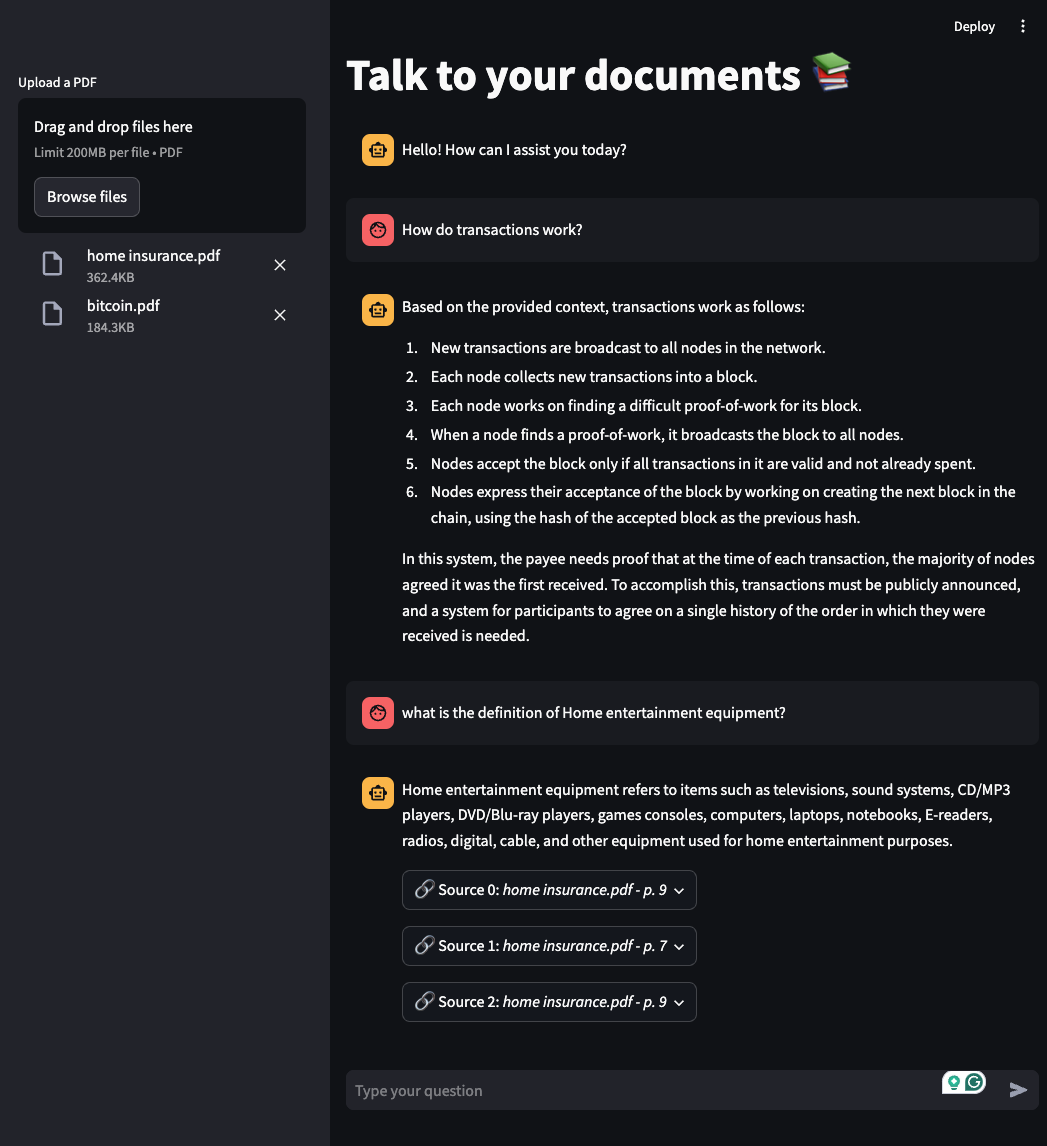 Deploy
Upload a PDF
Drag and drop files here
Limit 200MB per file • PDF
Browse files
home insurance.pdf
362.4KB
bitcoin.pdf
184.3KB
Talk to your documents
Hello! How can I assist you today?
How do transactions work?
Based on the provided context, transactions work as follows:
1. New transactions are broadcast to all nodes in the network.
2. Each node collects new transactions into a block.
3. Each node works on finding a difficult proof-of-work for its block.
4. When a node finds a proof-of-work, it broadcasts the block to all nodes.
5. Nodes accept the block only if all transactions in it are valid and not already spent.
6. Nodes express their acceptance of the block by working on creating the next block in the
chain, using the hash of the accepted block as the previous hash.
In this system, the payee needs proof that at the time of each transaction, the majority of nodes
agreed it was the first received. To accomplish this, transactions must be publicly announced,
and a system for participants to agree on a single history of the order in which they were
received is needed.
what is the definition of Home entertainment equipment?
Home entertainment equipment refers to items such as televisions, sound systems, CD/MP3
players, DVD/Blu-ray players, games consoles, computers, laptops, notebooks, E-readers,
radios, digital, cable, and other equipment used for home entertainment purposes.
Source 0: home insurance.pdf - p. 9
Source 1: home insurance.pdf - p. 7
Source 2: home insurance.pdf - p. 9
Type your question